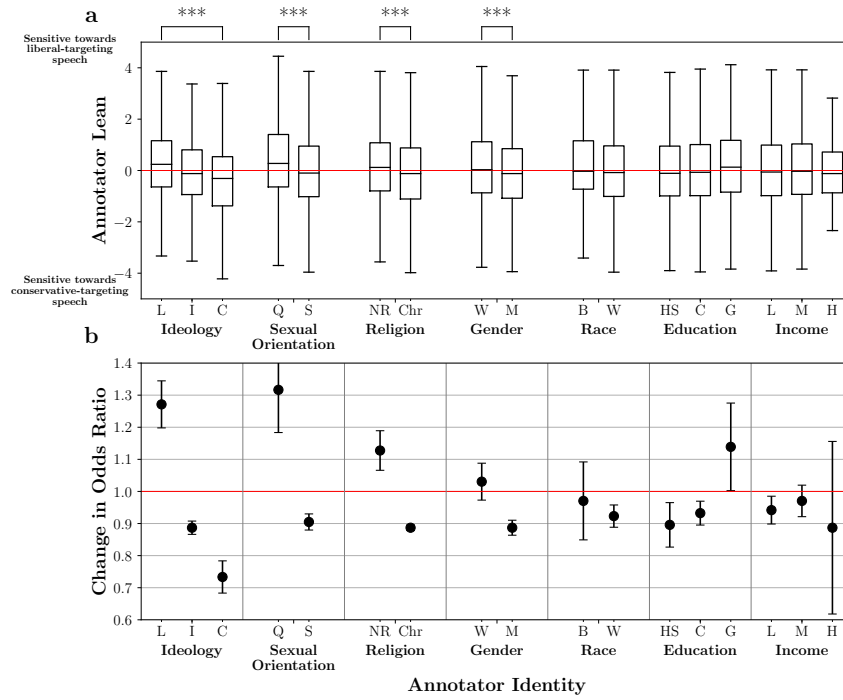 a
*** *** *** ***
Sensitive towards
liberal-targeting
speech
Annotator Lean
4
2
0
−2
−4
Sensitive towards
conservative-targeting
speech
L I C Q S NR Chr W M B W HS C G L M H
Ideology Sexual Orientation Religion Gender Race Education Income
b
Change in Odds Ratio
1.4
1.3
1.2
1.1
1.0
0.9
0.8
0.7
0.6
L I C Q S NR Chr W M B W HS C G L M H
Ideology Sexual Orientation Religion Gender Race Education Income
Annotator Identity